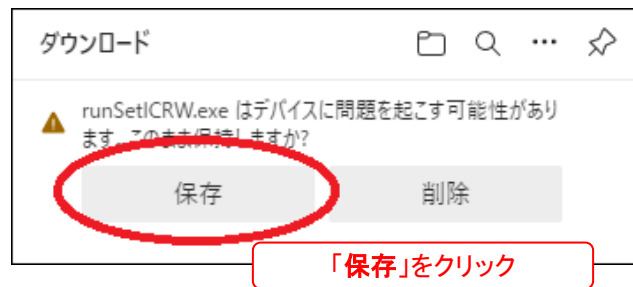 ダウンロード
runSetICRW.exe はデバイスに問題を起こす可能性があり
ます。このまま保持しますか?
保存
削除
「保存」をクリック